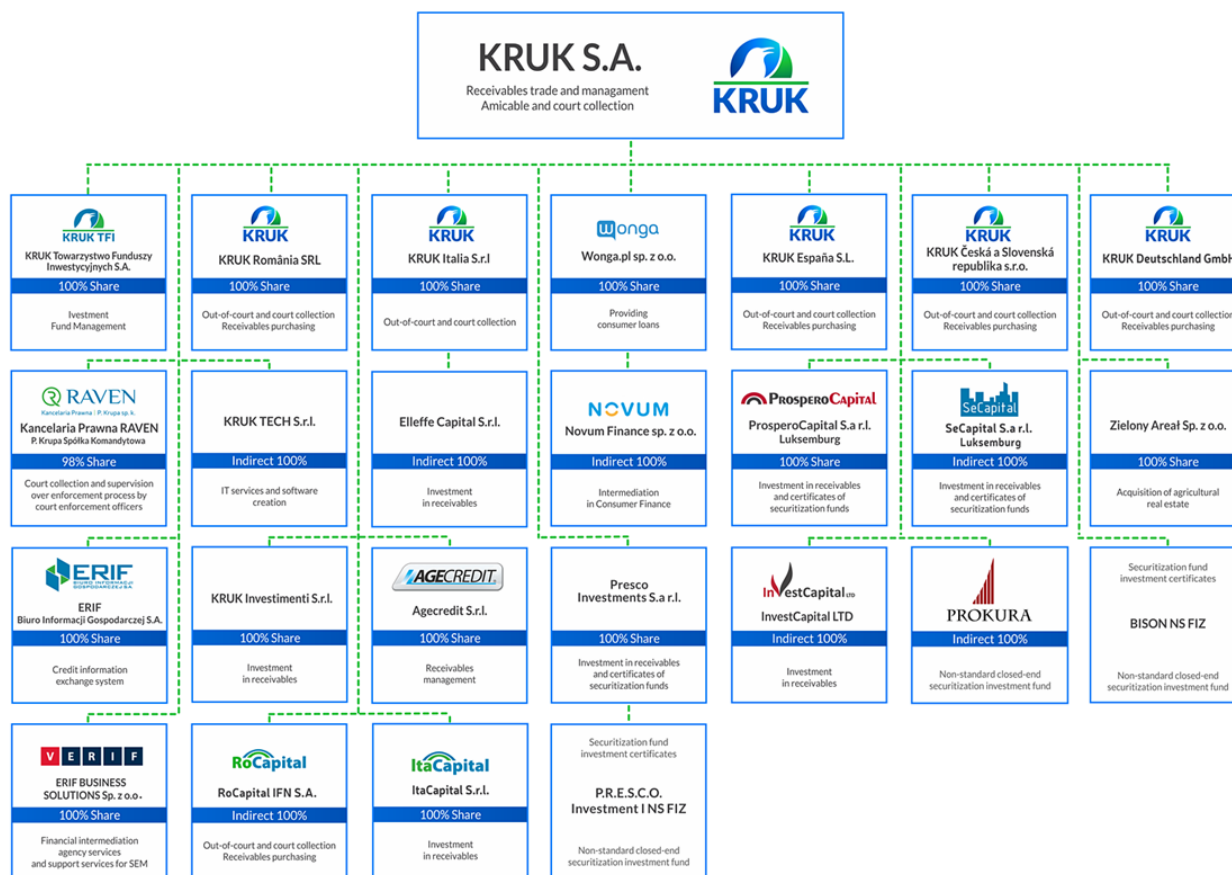 KRUK S.A.
Receivables trade and managament
Amicable and court collection
KRUK
KRUK TFI
KRUK Towarzystwo Funduszy
Inwestycyjnych S.A.
100% Share
Ivestment
Fund Management
KRUK
KRUK România SRL
100% Share
Out-of-court and court collection
Receivables purchasing
KRUK
KRUK Italia S.r.l
100% Share
Out-of-court and court collection
wonga
Wonga.pl sp. z o.o.
100% Share
Providing
consumer loans
KRUK
KRUK España S.L.
100% Share
Out-of-court and court collection
Receivables purchasing
KRUK
KRUK Česká a Slovenská
republika s.r.o.
100% Share
Out-of-court and court collection
Receivables purchasing
KRUK
KRUK Deutschland GmbH
100% Share
Out-of-court and court collection
Receivables purchasing
RAVEN
Kancelaria Prawna | P. Krupa sp. k.
Kancelaria Prawna RAVEN
P. Krupa Spółka Komandytowa
98% Share
Court collection and supervision
over enforcement process by
court enforcement officers
KRUK TECH S.r.l.
Indirect 100%
IT services and software
creation
Elleffe Capital S.r.l.
Indirect 100%
Investment
in receivables
NOVUM
Novum Finance sp. z o.o.
Indirect 100%
Intermediation
in Consumer Finance
PROSPEROCAPITAL
ProsperoCapital S.a r.l.
Luksemburg
100% Share
Investment in receivables
and certificates of
securitization funds
SeCapital
SeCapital S.a r.l.
Luksemburg
Indirect 100%
Investment in receivables
and certificates of
securitization funds
Zielony Areał Sp. z o.o.
100% Share
Acquisition of agricultural
real estate
ERIF
BIURO INFORMACJI
GOSPODARCZEJ S.A.
ERIF
Biuro Informacji Gospodarczej S.A.
100% Share
Credit information
exchange system
KRUK Investimenti S.r.l.
100% Share
Investment
in receivables
AGECREDIT
Agecredit S.r.l.
100% Share
Receivables
management
Presco
Investments S.a r.l.
100% Share
Investment in receivables
and certificates of
securitization funds
InVestCapital LTD
InvestCapital LTD
Indirect 100%
Investment
in receivables
PROKURA
Indirect 100%
Non-standard closed-end
securitization investment fund
Securitization fund
investment certificates
BISON NS FIZ
Non-standard closed-end
securitization investment fund
VERIF
ERIF BUSINESS
SOLUTIONS Sp. z o.o.
100% Share
Financial intermediation
agency services
and support services for SEM
RoCapital
RoCapital IFN S.A.
Indirect 100%
Out-of-court and court collection
Receivables purchasing
ItaCapital
ItaCapital S.r.l.
100% Share
Investment
in receivables
Securitization fund
investment certificates
P.R.E.S.C.O.
Investment I NS FIZ
Non-standard closed-end
securitization investment fund